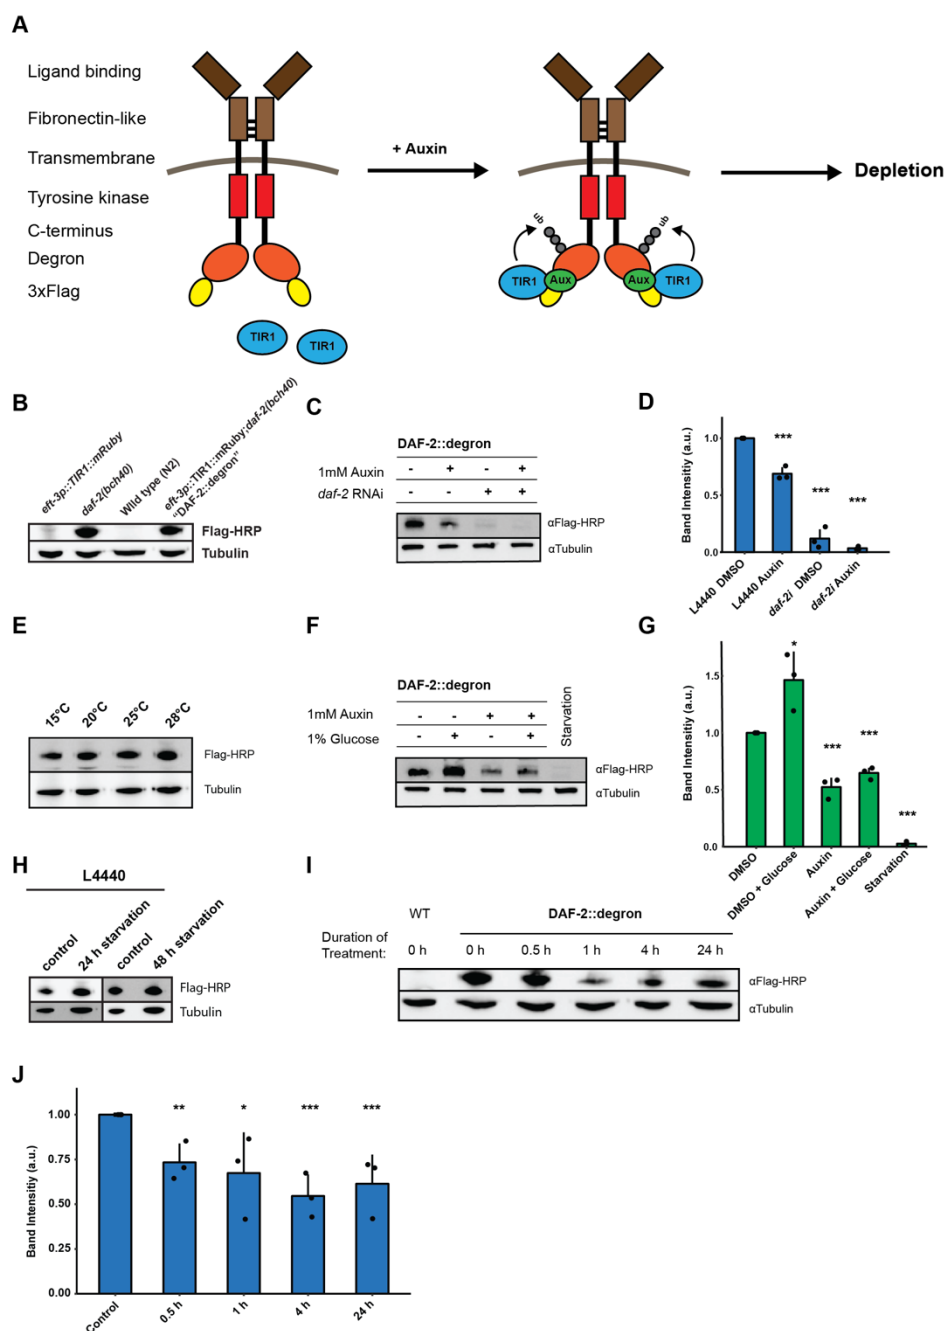 A
Ligand binding
Fibronectin-like
Transmembrane
Tyrosine kinase
C-terminus
Degron
3xFlag
+ Auxin
Depletion
ub
ub
TIR1
Aux
Aux
TIR1
TIR1
TIR1
B
eft-3p::TIR1::mRuby
daf-2(bch40)
Wild type (N2)
eft-3p::TIR1::mRuby;daf-2(bch40)
“DAF-2::degron”
Flag-HRP
Tubulin
C
DAF-2::degron
1mM Auxin - + - +
daf-2 RNAi - - + +
αFlag-HRP
αTubulin
D
Band Intensitiy (a.u.)
1.0
0.5
0.0
***
***
***
L4440 DMSO
L4440 Auxin
daf-2i DMSO
daf-2i Auxin
E
15°C 20°C 25°C 28°C
Flag-HRP
Tubulin
F
DAF-2::degron
1mM Auxin - - + +
1% Glucose - + - +
Starvation
αFlag-HRP
αTubulin
G
Band Intensitiy (a.u.)
1.5
1.0
0.5
0.0
*
***
***
***
DMSO
DMSO + Glucose
Auxin
Auxin + Glucose
Starvation
H
L4440
control
24 h starvation
control
48 h starvation
Flag-HRP
Tubulin
I
WT DAF-2::degron
Duration of
Treatment: 0 h 0 h 0.5 h 1 h 4 h 24 h
αFlag-HRP
αTubulin
J
Band Intensitiy (a.u.)
1.00
0.75
0.50
0.25
0.00
** * *** ***
Control
0.5 h
1 h
4 h
24 h